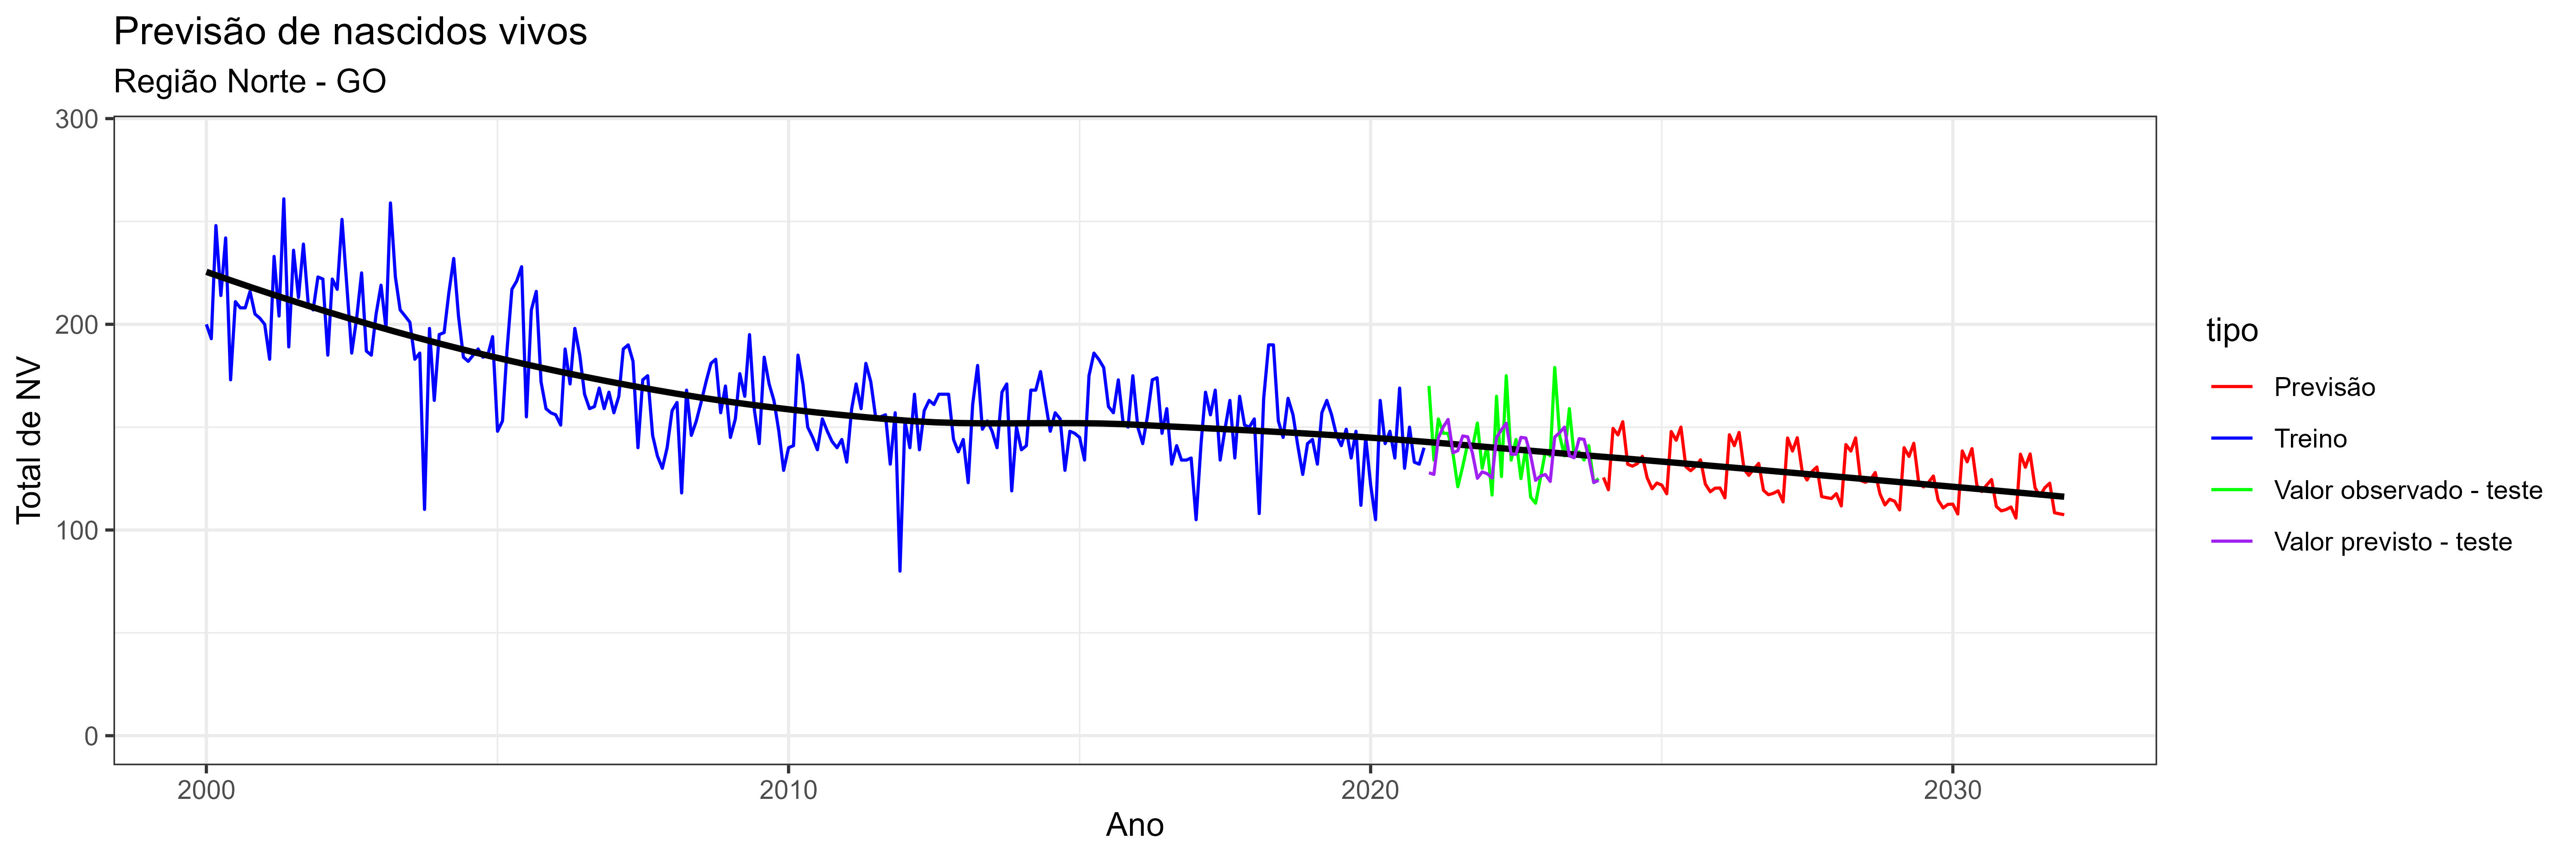 Previsão de nascidos vivos
Região Norte - GO
300
200
100
0
Total de NV
2000
2010
2020
2030
Ano
tipo
Previsão
Treino
Valor observado - teste
Valor previsto - teste